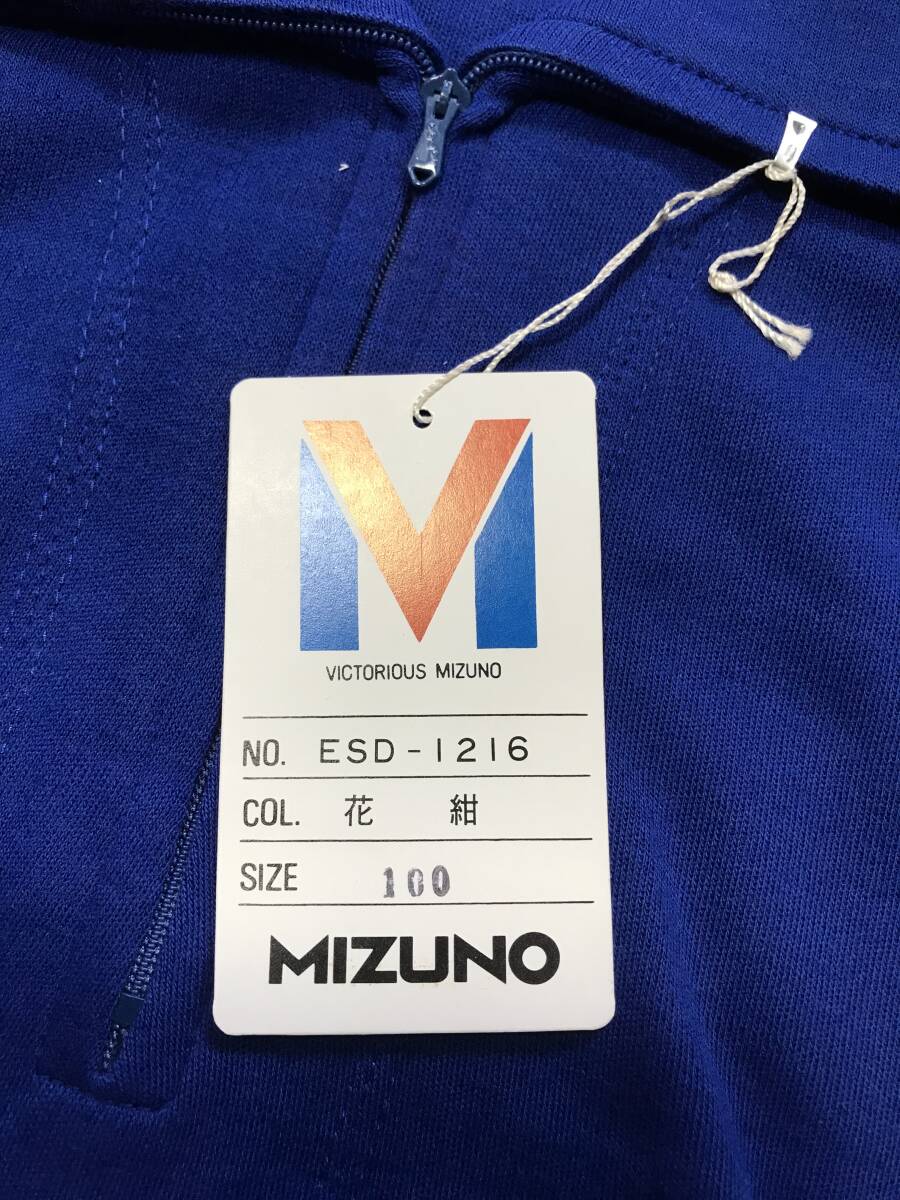 VICTORIOUS MIZUNO
NO. ESD-1216
COL. 花 紺
SIZE 100
MIZUNO